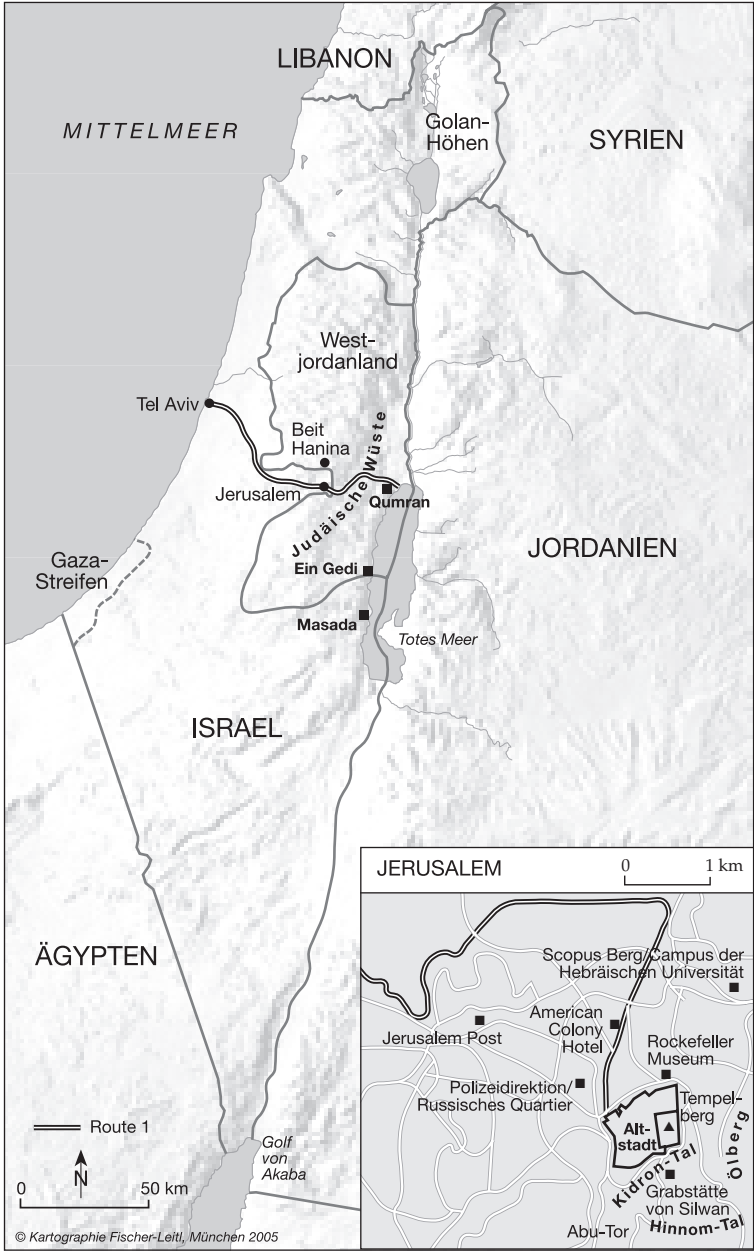 LIBANON
MITTELMEER
Golan-
Höhen
SYRIEN
West-
jordanland
Tel Aviv
Beit
Hanina
Jerusalem
Judäische Wüste
Qumran
Gaza-
Streifen
JORDANIEN
Ein Gedi
Masada
Totes Meer
ISRAEL
ÄGYPTEN
Route 1
N
0 50 km
Golf
von
Akaba
© Kartographie Fischer-Leitl, München 2005
JERUSALEM
0 1 km
Scopus Berg/Campus der
Hebräischen Universität
American
Colony
Hotel
Jerusalem Post
Rockefeller
Museum
Polizeidirektion/
Russisches Quartier
Tempel-
berg
Alt-
stadt
Ölberg
Kidron-Tal
Grabstätte
von Silwan
Abu-Tor
Hinnom-Tal